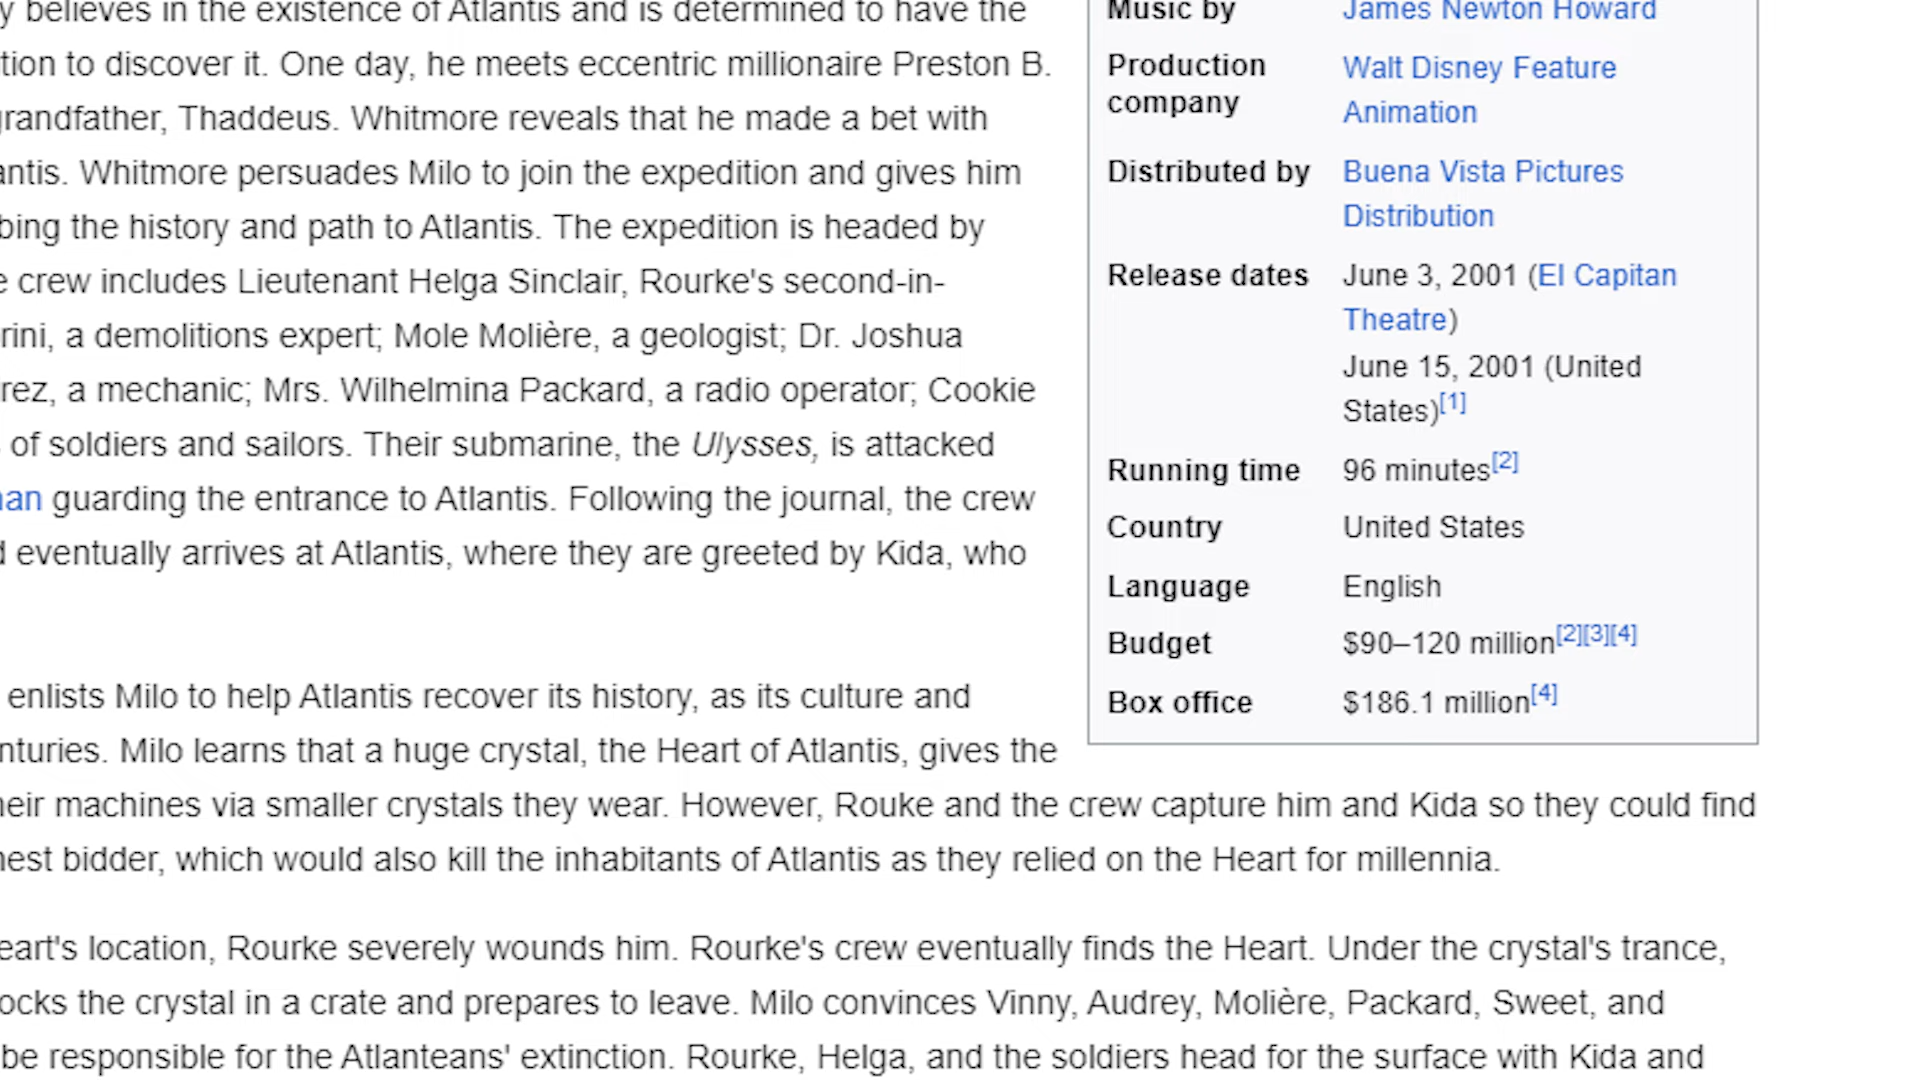 believes in the existence of Atlantis and is determined to have the
tion to discover it. One day, he meets eccentric millionaire Preston B.
grandfather, Thaddeus. Whitmore reveals that he made a bet with
antis. Whitmore persuades Milo to join the expedition and gives him
bing the history and path to Atlantis. The expedition is headed by
e crew includes Lieutenant Helga Sinclair, Rourke's second-in-
rini, a demolitions expert; Mole Molière, a geologist; Dr. Joshua
rez, a mechanic; Mrs. Wilhelmina Packard, a radio operator; Cookie
of soldiers and sailors. Their submarine, the Ulysses, is attacked
an guarding the entrance to Atlantis. Following the journal, the crew
d eventually arrives at Atlantis, where they are greeted by Kida, who
enlists Milo to help Atlantis recover its history, as its culture and
nturies. Milo learns that a huge crystal, the Heart of Atlantis, gives the
heir machines via smaller crystals they wear. However, Rouke and the crew capture him and Kida so they could find
hest bidder, which would also kill the inhabitants of Atlantis as they relied on the Heart for millennia.
eart's location, Rourke severely wounds him. Rourke's crew eventually finds the Heart. Under the crystal's trance,
ocks the crystal in a crate and prepares to leave. Milo convinces Vinny, Audrey, Molière, Packard, Sweet, and
be responsible for the Atlanteans' extinction. Rourke, Helga, and the soldiers head for the surface with Kida and
Music by James Newton Howard
Production company Walt Disney Feature
Animation
Distributed by Buena Vista Pictures
Distribution
Release dates June 3, 2001 (El Capitan
Theatre)
June 15, 2001 (United
States)[1]
Running time 96 minutes[2]
Country United States
Language English
Budget $90–120 million[2][3][4]
Box office $186.1 million[4]